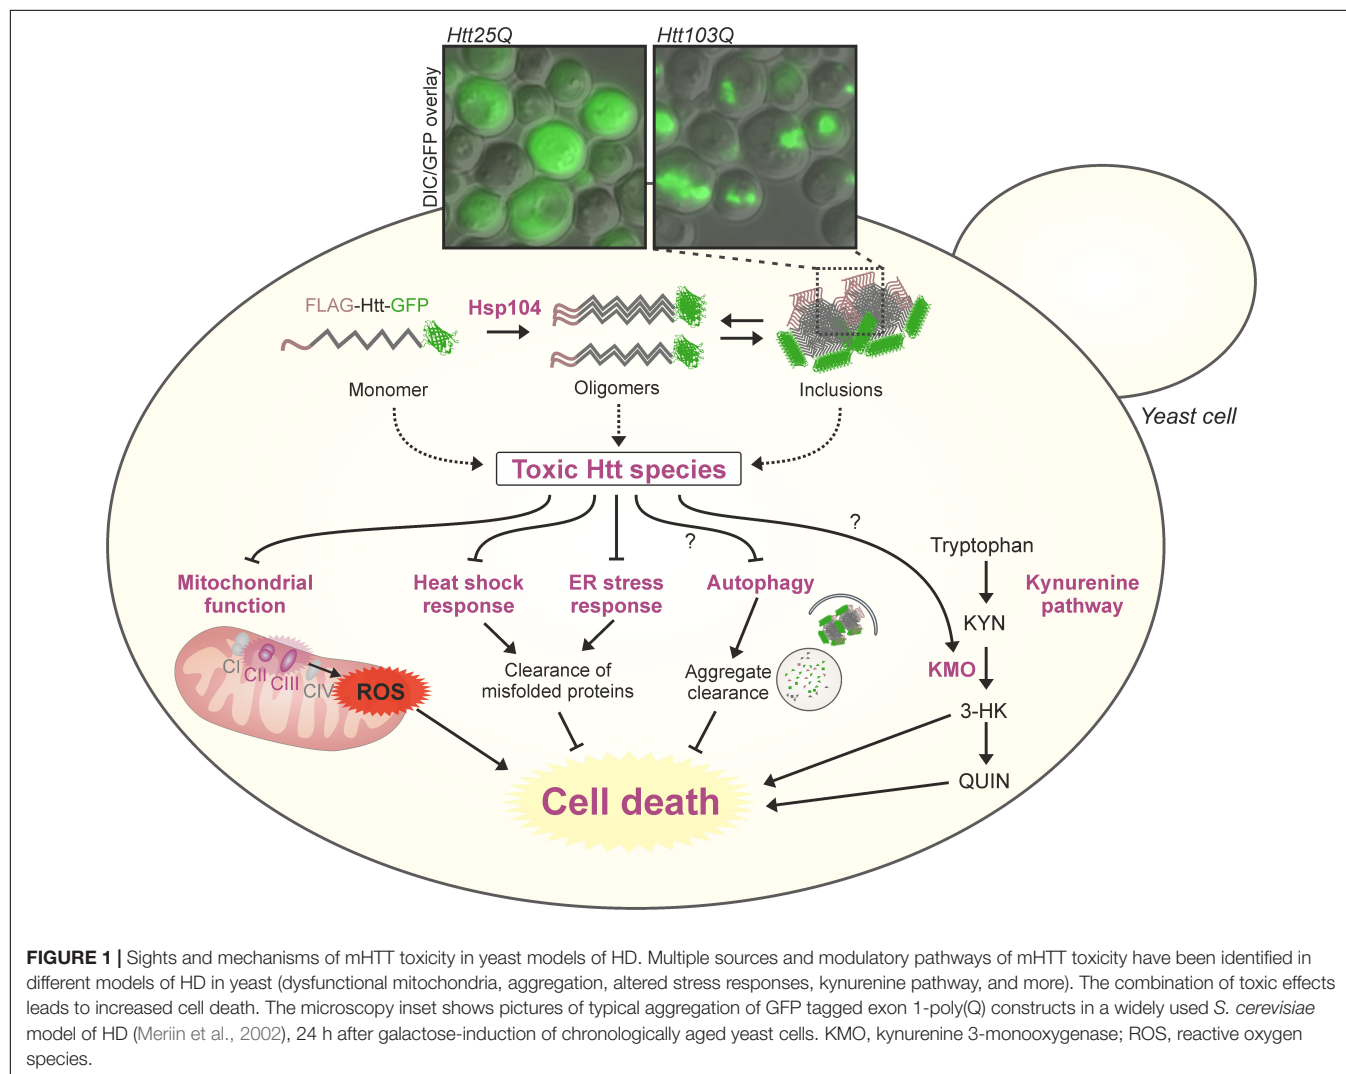 Htt25Q
Htt103Q
DIC/GFP overlay
FLAG-Htt-GFP
Hsp104
Monomer
Oligomers
Inclusions
Yeast cell
Toxic Htt species
?
?
Mitochondrial
function
Heat shock
response
ER stress
response
Autophagy
Tryptophan
Kynurenine
pathway
KYN
KMO
3-HK
QUIN
CI
CII
CIII
CIV
ROS
Clearance of
misfolded proteins
Aggregate
clearance
Cell death
FIGURE 1 | Sights and mechanisms of mHTT toxicity in yeast models of HD. Multiple sources and modulatory pathways of mHTT toxicity have been identified in
different models of HD in yeast (dysfunctional mitochondria, aggregation, altered stress responses, kynurenine pathway, and more). The combination of toxic effects
leads to increased cell death. The microscopy inset shows pictures of typical aggregation of GFP tagged exon 1-poly(Q) constructs in a widely used S. cerevisiae
model of HD (Meriin et al., 2002), 24 h after galactose-induction of chronologically aged yeast cells. KMO, kynurenine 3-monooxygenase; ROS, reactive oxygen
species.